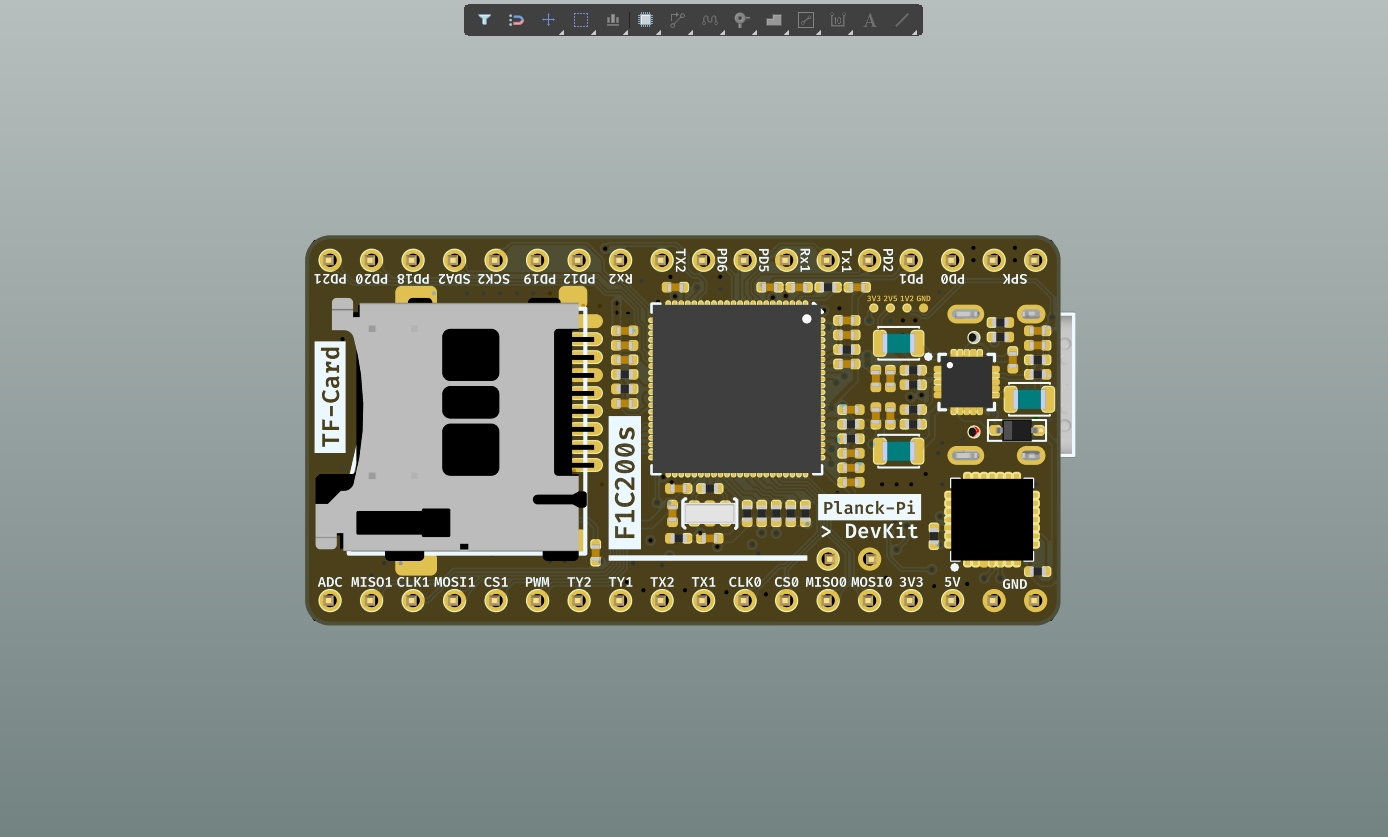 10
A
TX2
PD6
PD5
Rx1
Tx1
PD2
PD21
PD20
PD18
SDA2
SCK2
PD19
PD12
Rx2
PD1
PD0
SPK
3V3 2V5 1V2 GND
TF-Card
F1C200s
Planck-Pi
> DevKit
ADC MISO1 CLK1 MOSI1 CS1 PWM TY2 TY1 TX2 TX1 CLK0 CS0 MISO0 MOSI0 3V3 5V GND